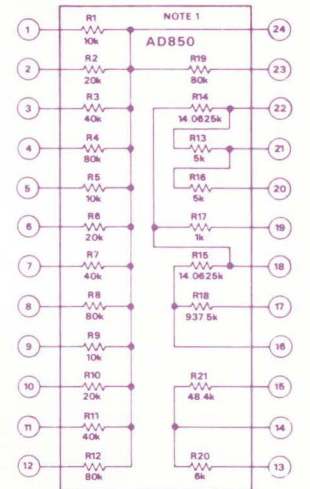 NOTE 1
AD850
1
R1
10k
24
2
R2
20k
R19
80k
23
3
R3
40k
R14
14.0625k
22
4
R4
80k
R13
5k
21
5
R5
10k
R16
5k
20
6
R6
20k
R17
1k
19
7
R7
40k
R15
14.0625k
18
8
R8
80k
R18
937.5k
17
9
R9
10k
16
10
R10
20k
R21
48.4k
15
11
R11
40k
14
12
R12
80k
R20
6k
13